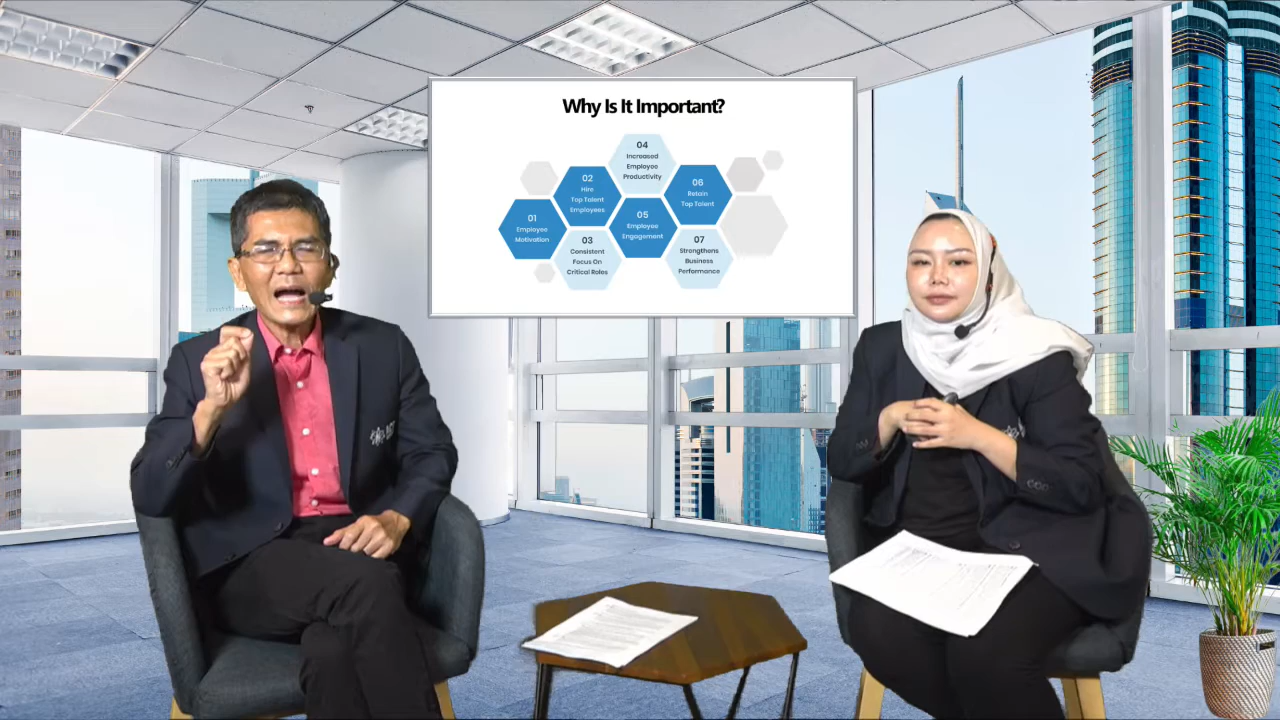 Why Is It Important?
01
Employee
Motivation
02
Hire
Top Talent
Employees
03
Consistent
Focus On
Critical Roles
04
Increased
Employee
Productivity
05
Employee
Engagement
06
Retain
Top Talent
07
Strengthens
Business
Performance